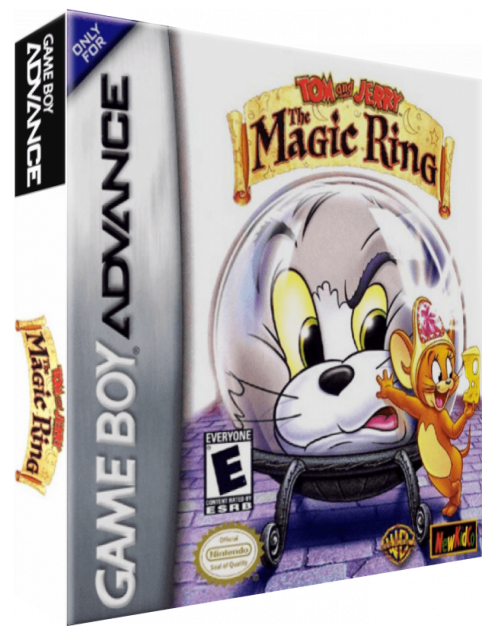 GAME BOY
ADVANCE
TOM and JERRY
The
MAGIC RING
ONLY
FOR
GAME BOY ADVANCE
TOM and JERRY
The
MAGIC RING
EVERYONE
E
CONTENT RATED BY
ESRB
Official
Nintendo
Seal of Quality
WB
NewKidCo